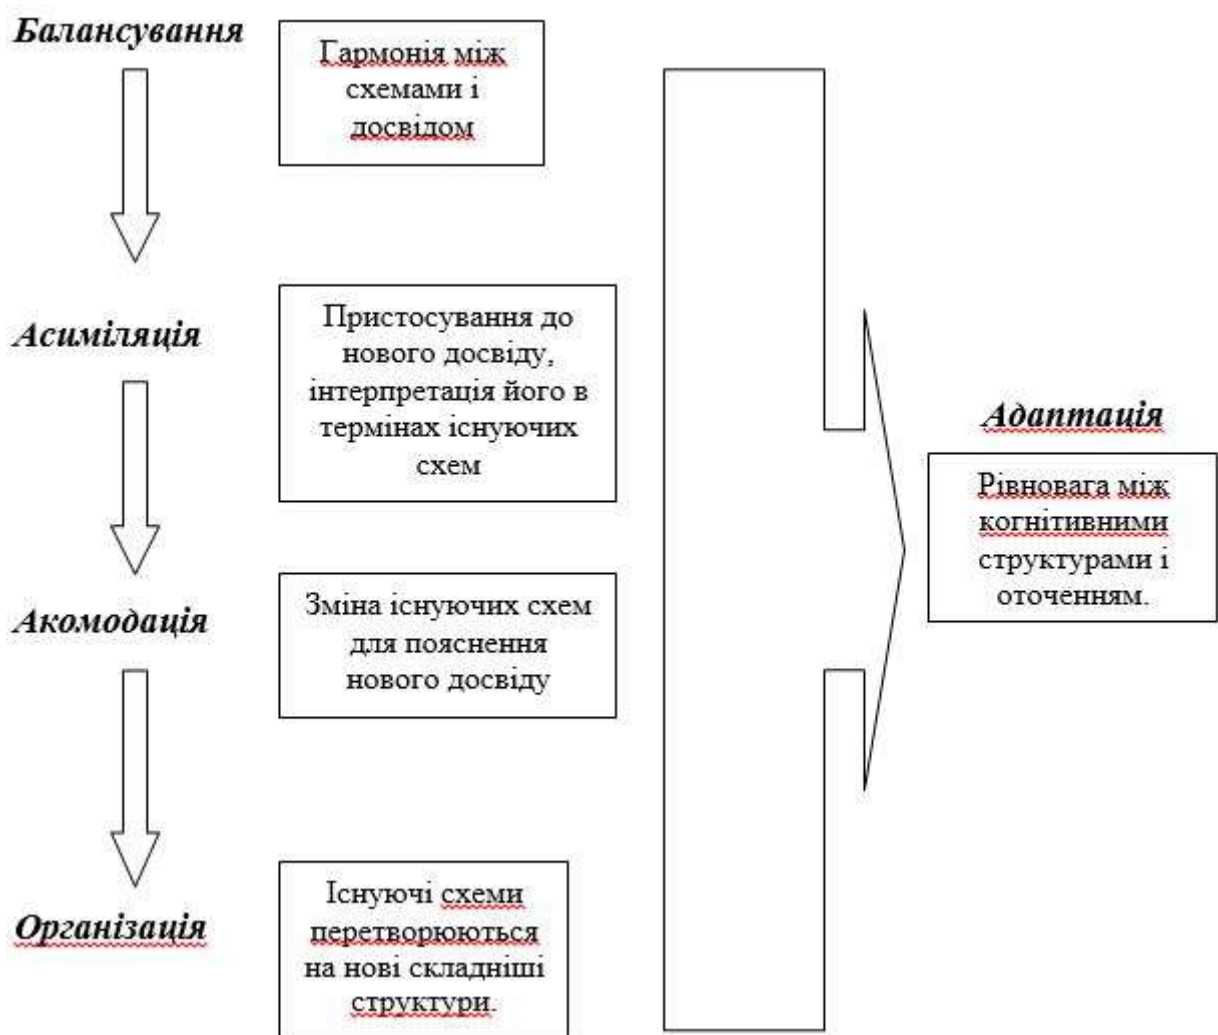 Балансування
Гармонія між
схемами і
досвідом
Асиміляція
Пристосування до
нового досвіду,
інтерпретація його в
термінах існуючих
схем
Акомодація
Зміна існуючих схем
для пояснення
нового досвіду
Організація
Існуючі схеми
перетворюються
на нові складніші
структури.
Адаптація
Рівновага між
когнітивними
структурами і
оточенням.